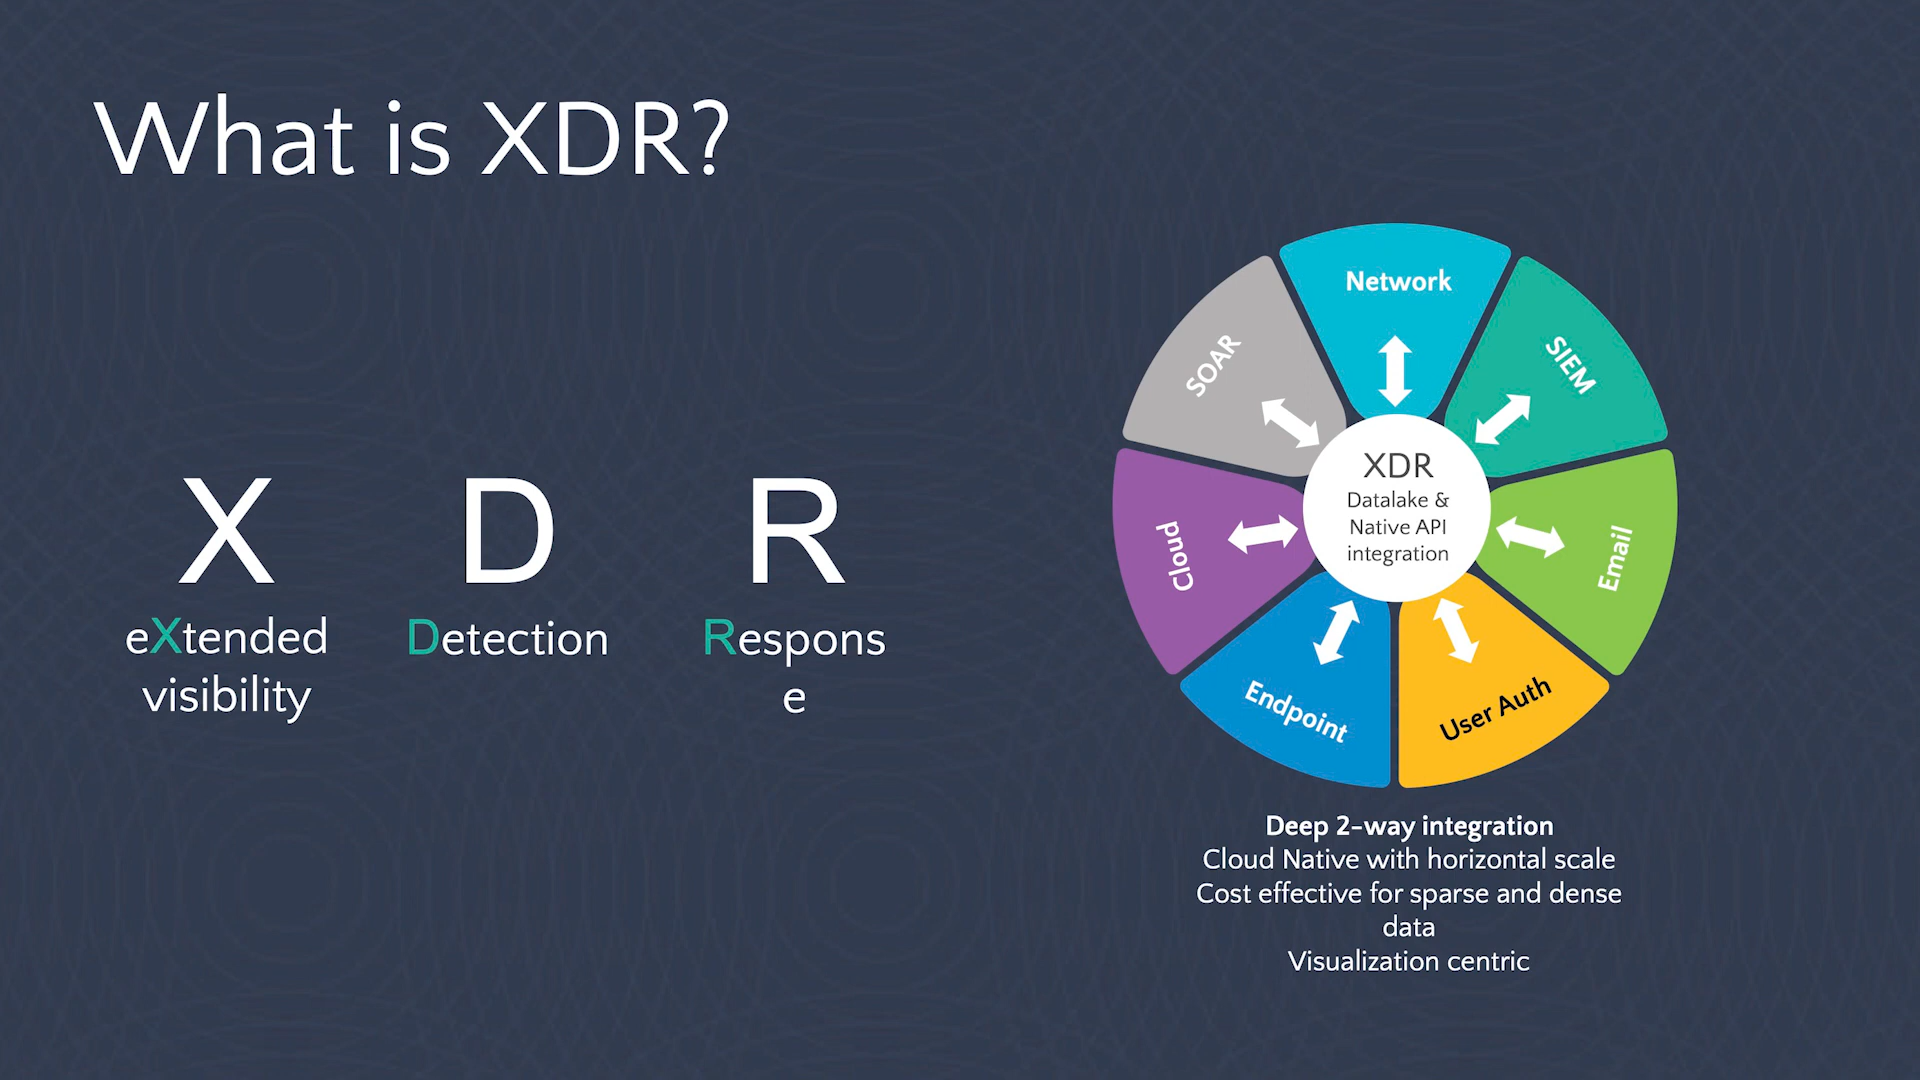 What is XDR?
X
D
R
eXtended
visibility
Detection
Respons
e
Network
SIEM
Email
User Auth
Endpoint
Cloud
SOAR
XDR
Datalake &
Native API
integration
Deep 2-way integration
Cloud Native with horizontal scale
Cost effective for sparse and dense
data
Visualization centric